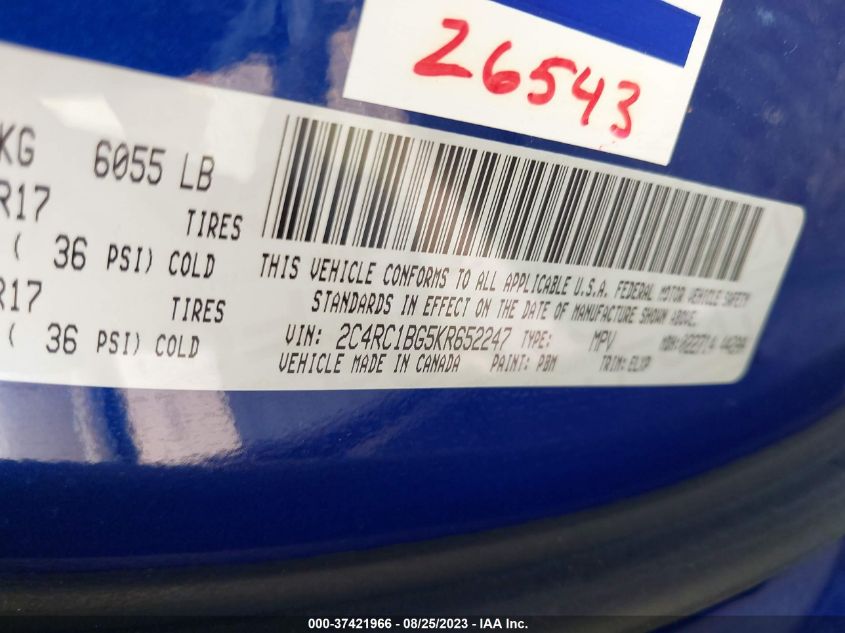 26543
KG 6055 LB
R17 TIRES
( 36 PSI) COLD
R17 TIRES
( 36 PSI) COLD
THIS VEHICLE CONFORMS TO ALL APPLICABLE U.S.A. FEDERAL MOTOR VEHICLE SAFETY
STANDARDS IN EFFECT ON THE DATE OF MANUFACTURE SHOWN ABOVE.
VIN: 2C4RC1BG5KR652247 TYPE: MPV MDH:
VEHICLE MADE IN CANADA PAINT: PBM TRIM:
000-37421966 - 08/25/2023 - IAA Inc.